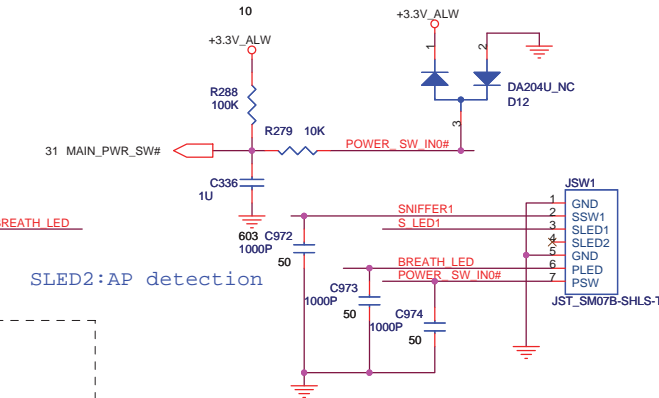 10
+3.3V_ALW
+3.3V_ALW
1
2
R288
100K
DA204U_NC
D12
3
R279 10K
31 MAIN_PWR_SW#
POWER_SW_IN0#
C336
1U
603
JSW1
SNIFFER1
S_LED1
1 GND
2 SSW1
3 SLED1
4 SLED2
5 GND
6 PLED
7 PSW
BREATH_LED
C972
1000P
50
BREATH_LED
POWER_SW_IN0#
SLED2:AP detection
C973
1000P
50
C974
1000P
50
JST_SM07B-SHLS-T